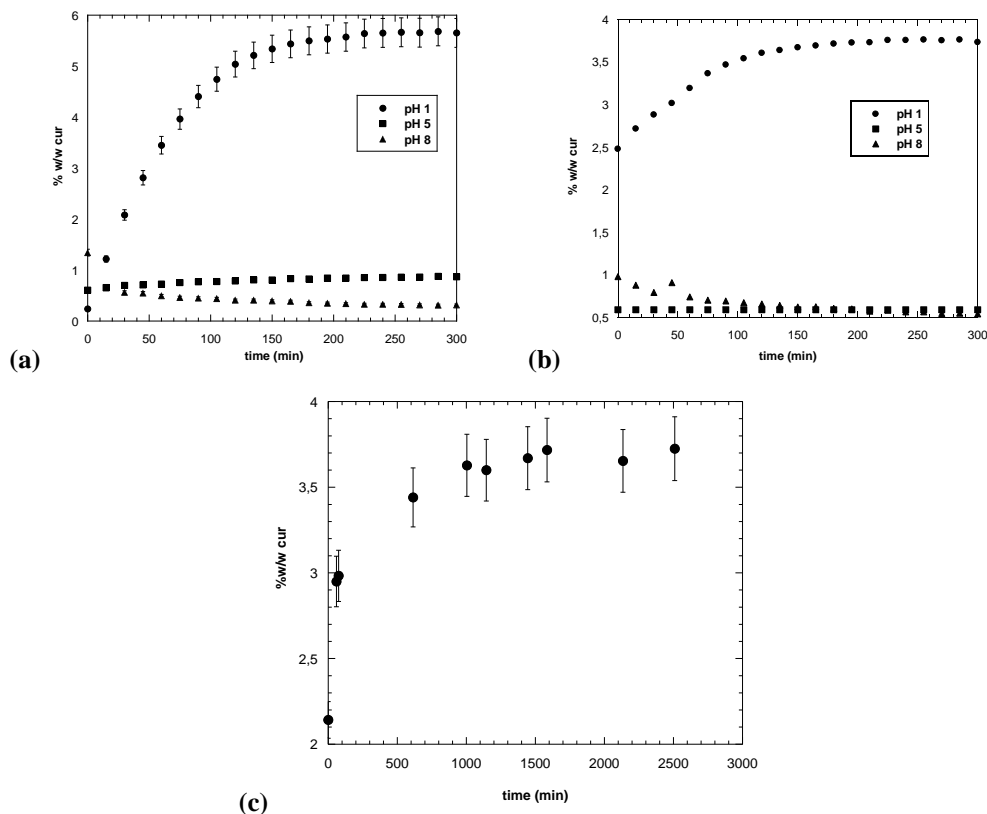 6
5
4
3
2
1
0
% w/w cur
pH 1
pH 5
pH 8
0 50 100 150 200 250 300
time (min)
(a)
4
3,5
3
2,5
2
1,5
1
0,5
% w/w cur
pH 1
pH 5
pH 8
0 50 100 150 200 250 300
time (min)
(b)
4
3,5
3
2,5
2
%w/w cur
0 500 1000 1500 2000 2500 3000
time (min)
(c)